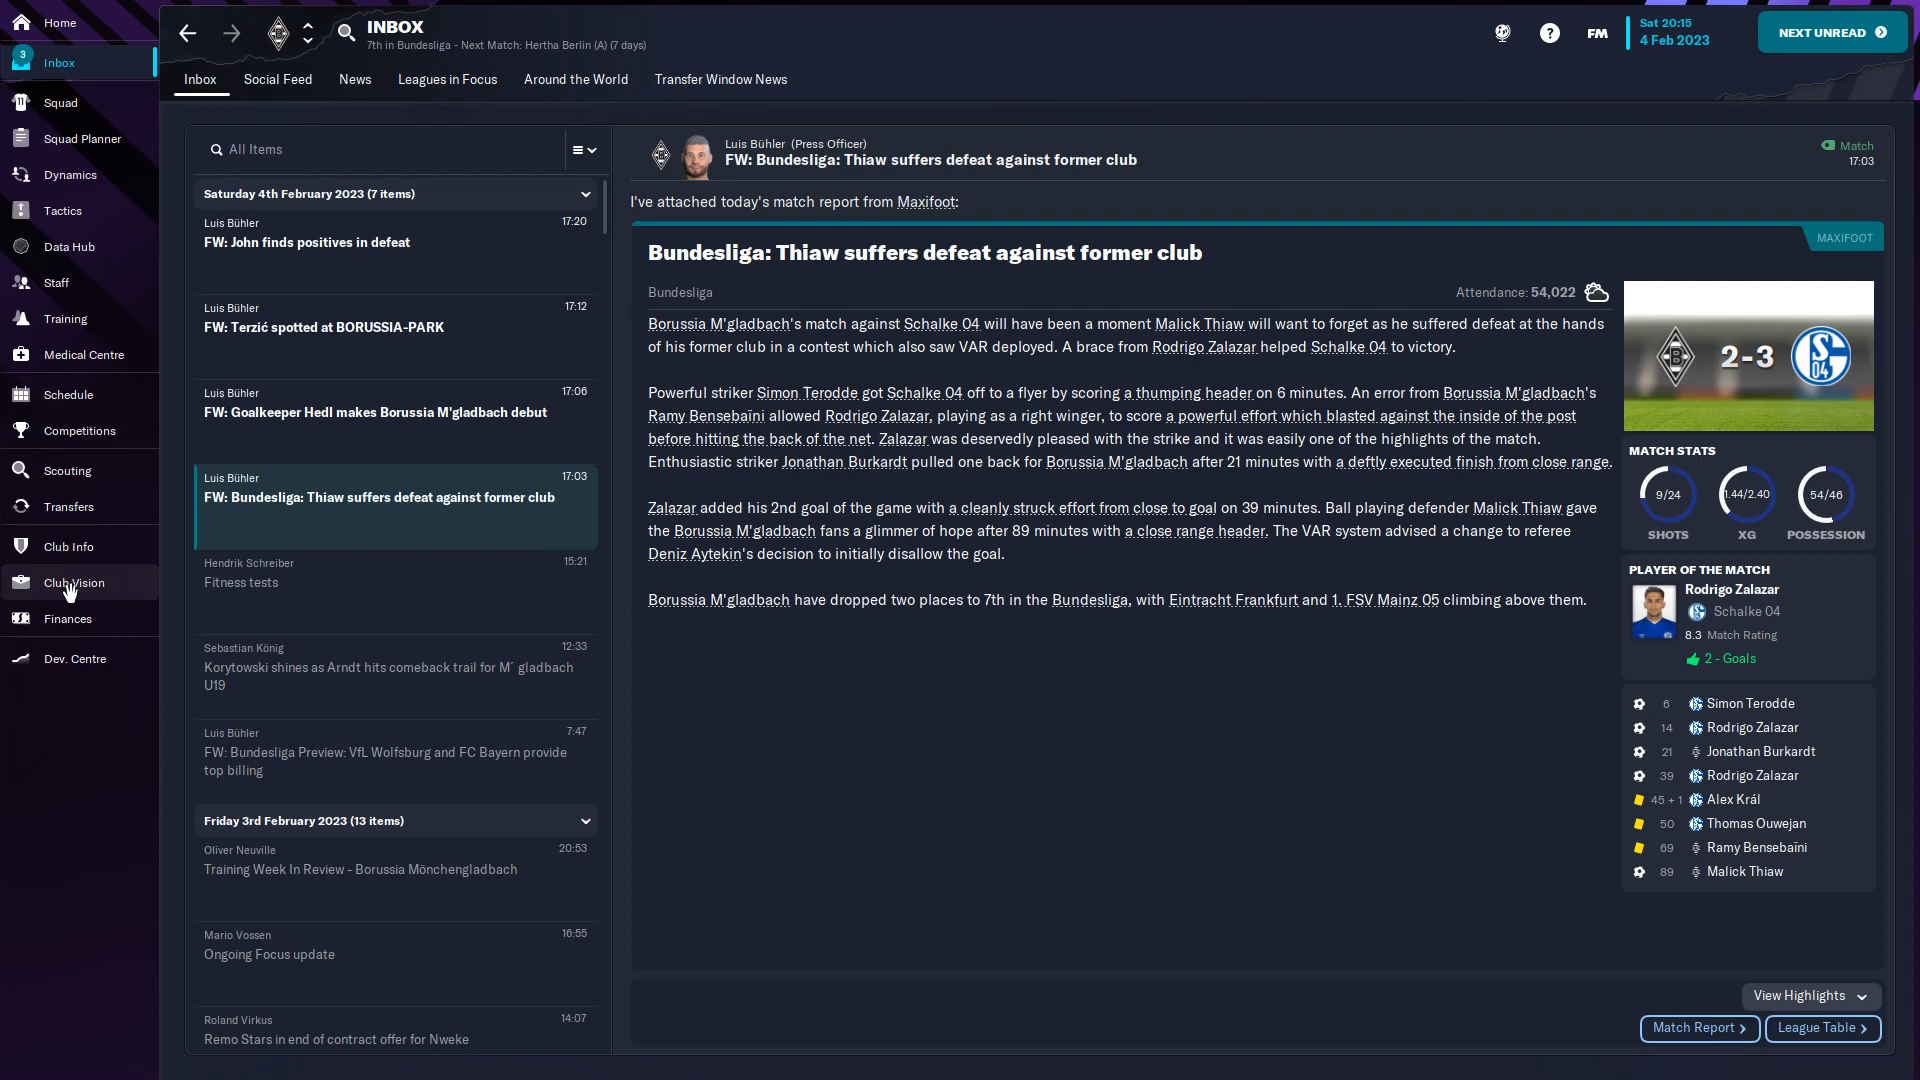 Home
3
Inbox
Squad
Squad Planner
Dynamics
Tactics
Data Hub
Staff
Training
Medical Centre
Schedule
Competitions
Scouting
Transfers
Club Info
Club Vision
Finances
Dev. Centre
INBOX
7th in Bundesliga - Next Match: Hertha Berlin (A) (7 days)
Inbox Social Feed News Leagues in Focus Around the World Transfer Window News
FM
Sat 20:15
4 Feb 2023
NEXT UNREAD
All Items
Saturday 4th February 2023 (7 items)
Luis Bühler 17:20
FW: John finds positives in defeat
Luis Bühler 17:12
FW: Terzić spotted at BORUSSIA-PARK
Luis Bühler 17:06
FW: Goalkeeper Hedl makes Borussia M'gladbach debut
Luis Bühler 17:03
FW: Bundesliga: Thiaw suffers defeat against former club
Hendrik Schreiber 15:21
Fitness tests
Sebastian König 12:33
Korytowski shines as Arndt hits comeback trail for M´ gladbach
U19
Luis Bühler 7:47
FW: Bundesliga Preview: VfL Wolfsburg and FC Bayern provide
top billing
Friday 3rd February 2023 (13 items)
Oliver Neuville 20:53
Training Week In Review - Borussia Mönchengladbach
Mario Vossen 16:55
Ongoing Focus update
Roland Virkus 14:07
Remo Stars in end of contract offer for Nweke
Luis Bühler (Press Officer)
FW: Bundesliga: Thiaw suffers defeat against former club
Match
17:03
I've attached today's match report from Maxifoot:
MAXIFOOT
Bundesliga: Thiaw suffers defeat against former club
Bundesliga Attendance: 54,022
Borussia M'gladbach's match against Schalke 04 will have been a moment Malick Thiaw will want to forget as he suffered defeat at the hands
of his former club in a contest which also saw VAR deployed. A brace from Rodrigo Zalazar helped Schalke 04 to victory.
Powerful striker Simon Terodde got Schalke 04 off to a flyer by scoring a thumping header on 6 minutes. An error from Borussia M'gladbach's
Ramy Bensebaïni allowed Rodrigo Zalazar, playing as a right winger, to score a powerful effort which blasted against the inside of the post
before hitting the back of the net. Zalazar was deservedly pleased with the strike and it was easily one of the highlights of the match.
Enthusiastic striker Jonathan Burkardt pulled one back for Borussia M'gladbach after 21 minutes with a deftly executed finish from close range.
Zalazar added his 2nd goal of the game with a cleanly struck effort from close to goal on 39 minutes. Ball playing defender Malick Thiaw gave
the Borussia M'gladbach fans a glimmer of hope after 89 minutes with a close range header. The VAR system advised a change to referee
Deniz Aytekin's decision to initially disallow the goal.
Borussia M'gladbach have dropped two places to 7th in the Bundesliga, with Eintracht Frankfurt and 1. FSV Mainz 05 climbing above them.
2-3
MATCH STATS
9/24 1.44/2.40 54/46
SHOTS XG POSSESSION
PLAYER OF THE MATCH
Rodrigo Zalazar
Schalke 04
8.3 Match Rating
2 - Goals
6 Simon Terodde
14 Rodrigo Zalazar
21 Jonathan Burkardt
39 Rodrigo Zalazar
45 + 1 Alex Král
50 Thomas Ouwejan
69 Ramy Bensebaïni
89 Malick Thiaw
View Highlights
Match Report
League Table